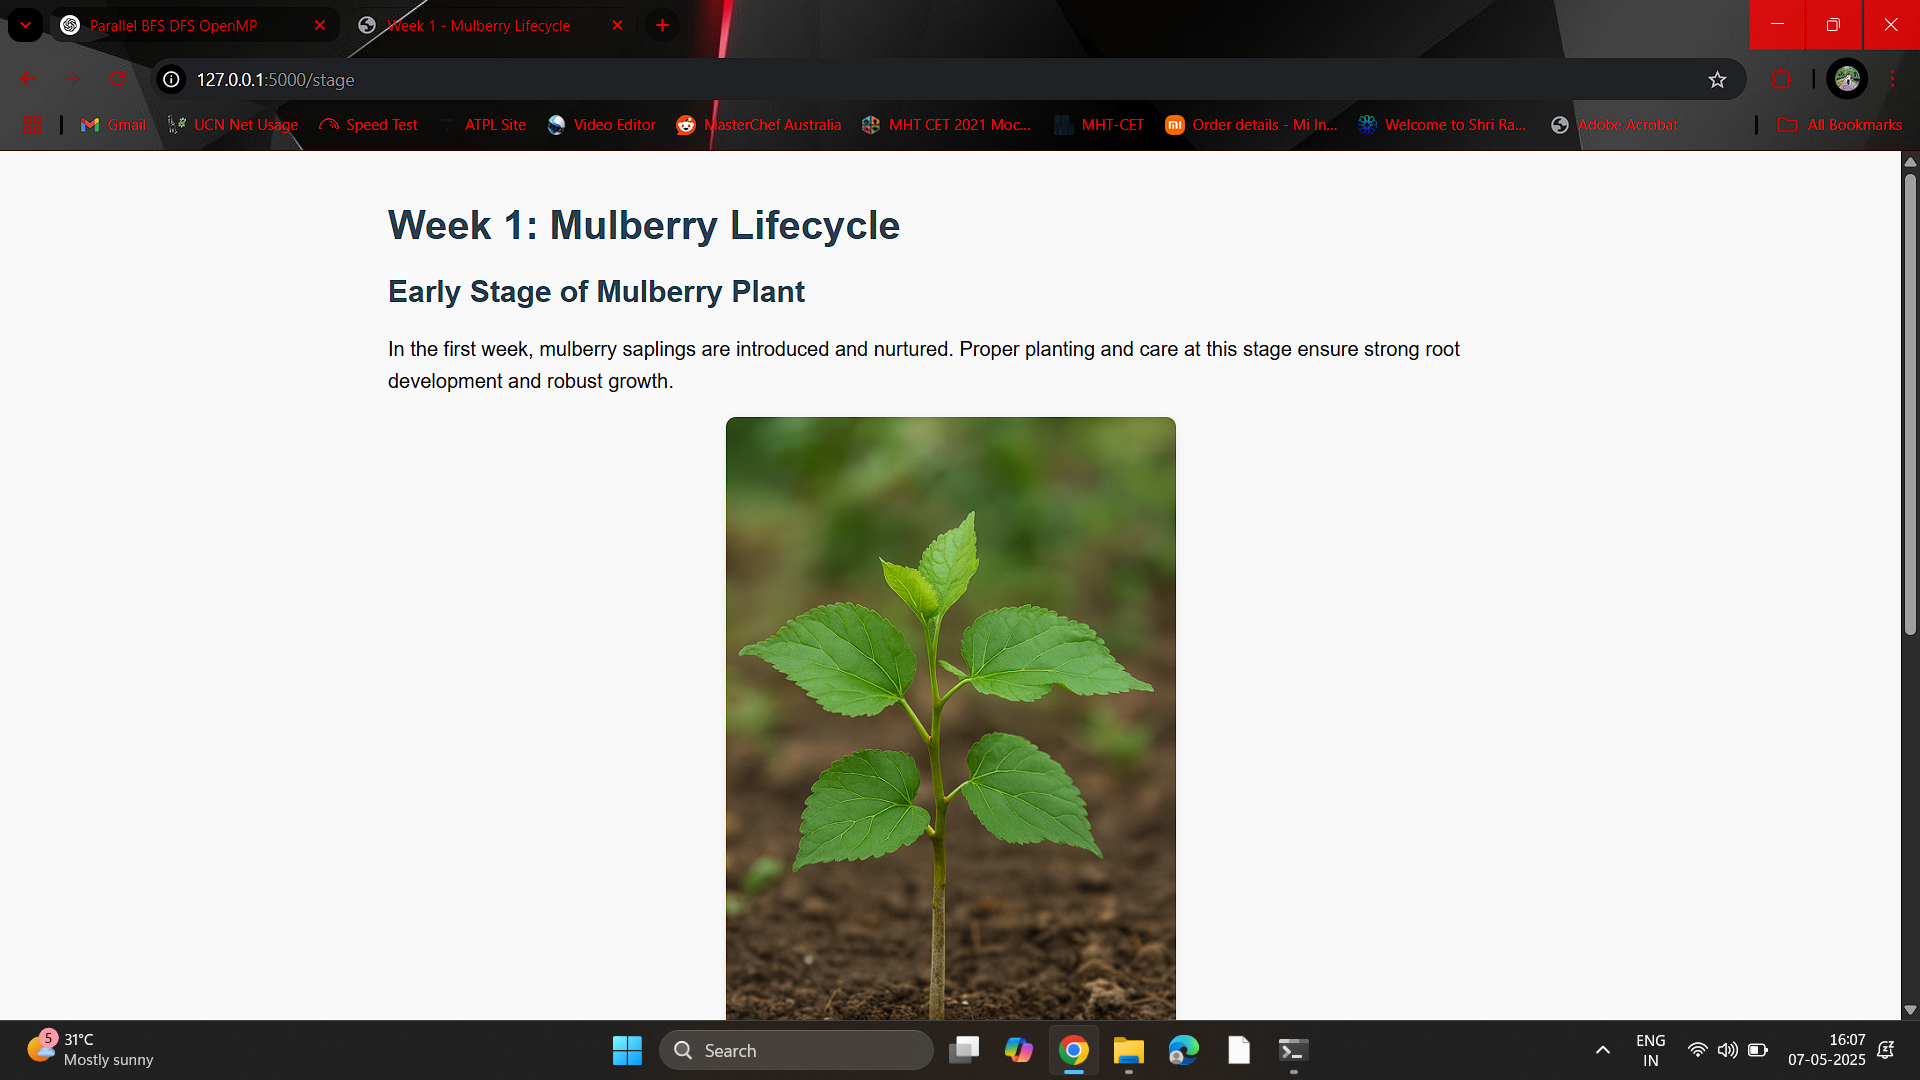 Parallel BFS DFS OpenMP
Week 1 - Mulberry Lifecycle
127.0.0.1:5000/stage
Gmail
UCN Net Usage
Speed Test
ATPL Site
Video Editor
MasterChef Australia
MHT CET 2021 Moc...
MHT-CET
Order details - Mi In...
Welcome to Shri Ra...
Adobe Acrobat
All Bookmarks
Week 1: Mulberry Lifecycle
Early Stage of Mulberry Plant
In the first week, mulberry saplings are introduced and nurtured. Proper planting and care at this stage ensure strong root
development and robust growth.
5
31°C
Mostly sunny
Search
ENG
IN
16:07
07-05-2025